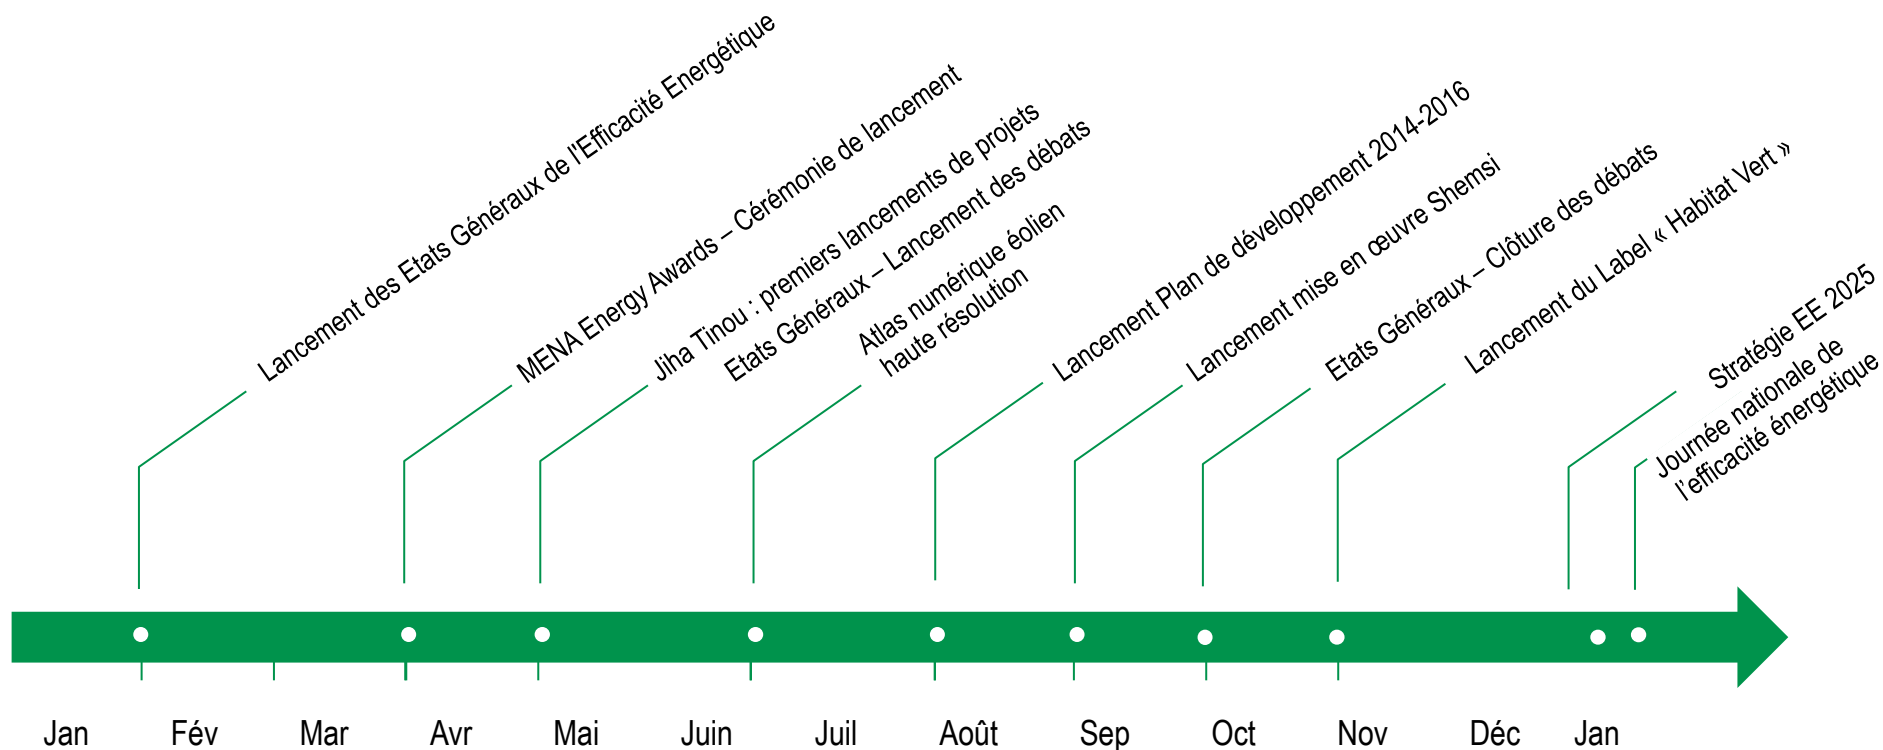 Lancement des Etats Généraux de l'Efficacité Energétique
MENA Energy Awards – Cérémonie de lancement
Jiha Tinou : premiers lancements de projets
Etats Généraux – Lancement des débats
Atlas numérique éolien
haute résolution
Lancement Plan de développement 2014-2016
Lancement mise en œuvre Shemsi
Etats Généraux – Clôture des débats
Lancement du Label « Habitat Vert »
Stratégie EE 2025
Journée nationale de
l’efficacité énergétique
Jan Fév Mar Avr Mai Juin Juil Août Sep Oct Nov Déc Jan